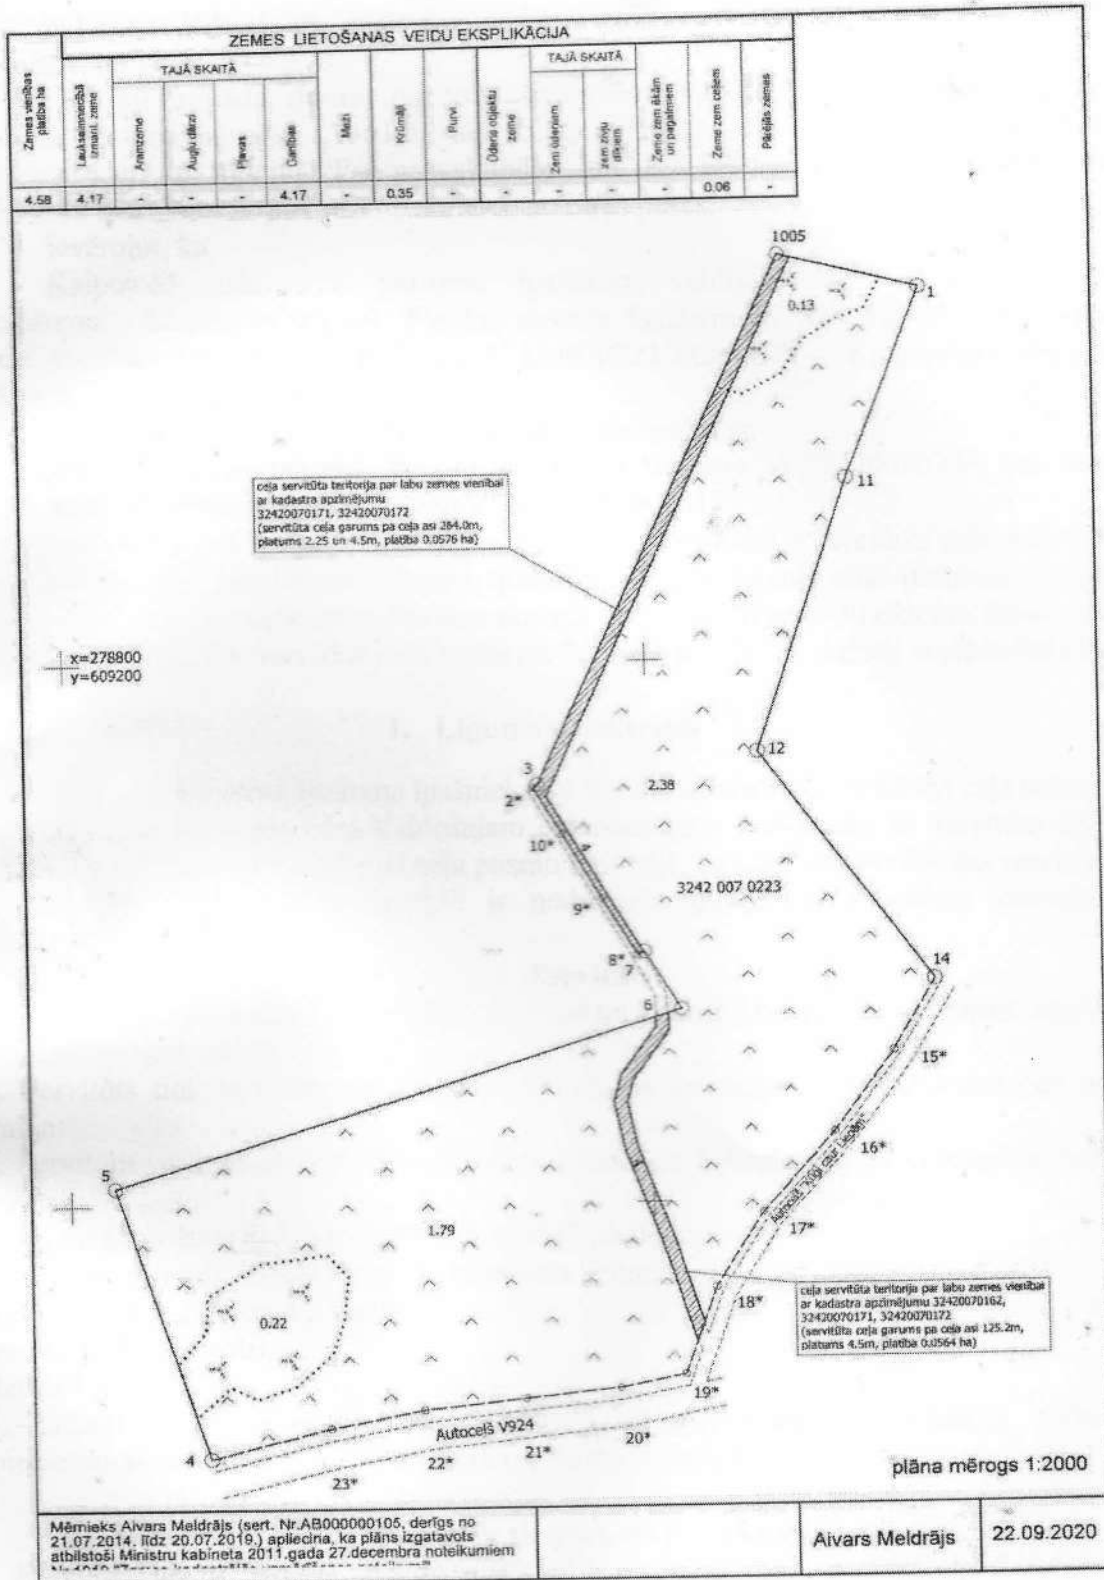 ZEMES LIETOŠANAS VEIDU EKSPLIKĀCIJA
Zemes vienības platība ha
Lauksaimniecībā izmant. zeme
TAJĀ SKAITĀ
Aramzeme
Augļu dārzi
Pļavas
Ganības
Meži
Krūmāji
Purvi
Ūdens objektu zeme
TAJĀ SKAITĀ
Zem ūdeņiem
zem zivju dīķiem
Zeme zem ēkām un pagalmiem
Zeme zem ceļiem
Pārējās zemes
4.58 4.17 - - - 4.17 - 0.35 - - - - - 0.06 -
1005
1
0.13
11
ceļa servitūta teritorija par labu zemes vienībai
ar kadastra apzīmējumu
32420070171, 32420070172
(servitūta ceļa garums pa ceļa asi 264.0m,
platums 2.25 un 4.5m, platība 0.0576 ha)
x=278800
y=609200
12
3
2*
2.38
10*
3242 007 0223
9*
8*
7
14
6
15*
16*
Autoceļš "Krūgi
17*
5
1.79
18*
0.22
ceļa servitūta teritorija par labu zemes vienībai
ar kadastra apzīmējumu 32420070162,
32420070171, 32420070172
(servitūta ceļa garums pa ceļa asi 125.2m,
platums 4.5m, platība 0.0564 ha)
19*
Autoceļš V924
20*
21*
22*
23*
4
plāna mērogs 1:2000
Mērnieks Aivars Meldrājs (sert. Nr.AB000000105, derīgs no
21.07.2014. līdz 20.07.2019.) apliecina, ka plāns izgatavots
atbilstoši Ministru kabineta 2011.gada 27.decembra noteikumiem
Aivars Meldrājs
22.09.2020